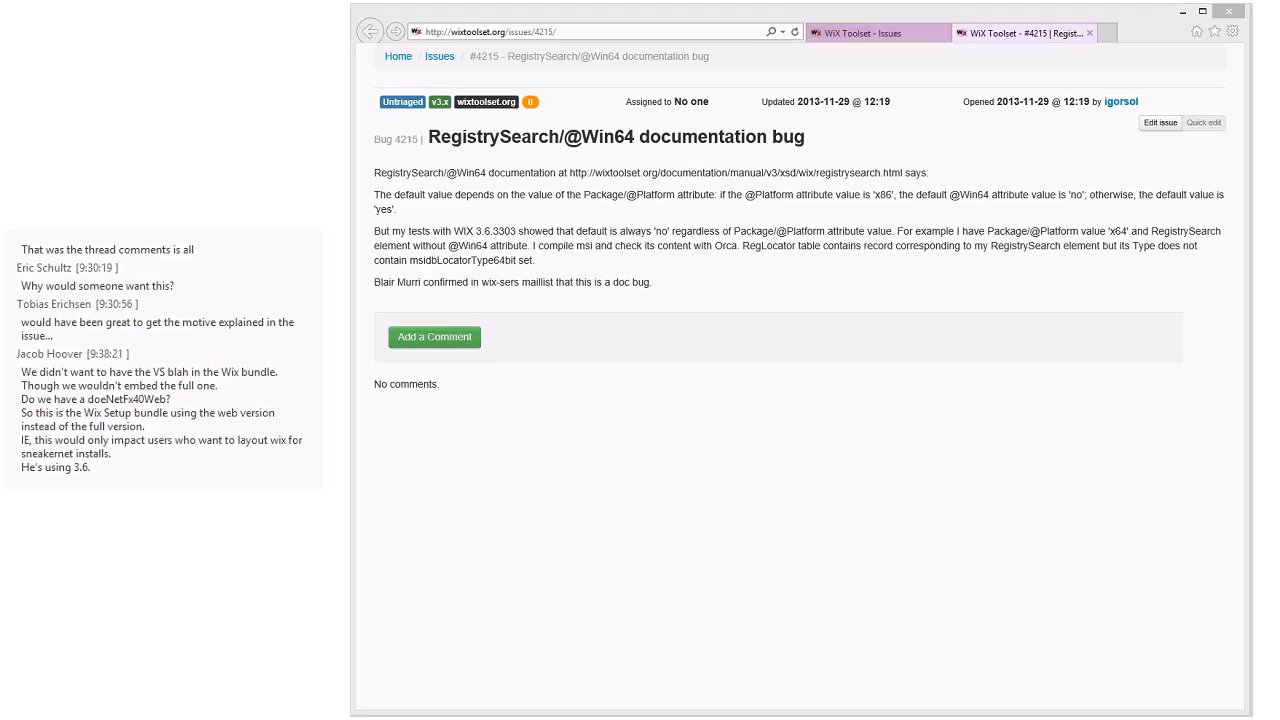 That was the thread comments is all
Eric Schultz [9:30:19 ]
Why would someone want this?
Tobias Erichsen [9:30:56 ]
would have been great to get the motive explained in the
issue...
Jacob Hoover [9:38:21 ]
We didn't want to have the VS blah in the Wix bundle.
Though we wouldn't embed the full one.
Do we have a doeNetFx40Web?
So this is the Wix Setup bundle using the web version
instead of the full version.
IE, this would only impact users who want to layout wix for
sneakernet installs.
He's using 3.6.
http://wixtoolset.org/issues/4215/
WiX Toolset - Issues
WiX Toolset - #4215 | Regist...
Home / Issues / #4215 - RegistrySearch/@Win64 documentation bug
Untriaged v3.x wixtoolset.org 0 Assigned to No one Updated 2013-11-29 @ 12:19 Opened 2013-11-29 @ 12:19 by igorsol
Edit issue Quick edit
Bug 4215 | RegistrySearch/@Win64 documentation bug
RegistrySearch/@Win64 documentation at http://wixtoolset.org/documentation/manual/v3/xsd/wix/registrysearch.html says:
The default value depends on the value of the Package/@Platform attribute: if the @Platform attribute value is 'x86', the default @Win64 attribute value is 'no'; otherwise, the default value is
'yes'.
But my tests with WIX 3.6.3303 showed that default is always 'no' regardless of Package/@Platform attribute value. For example I have Package/@Platform value 'x64' and RegistrySearch
element without @Win64 attribute. I compile msi and check its content with Orca. RegLocator table contains record corresponding to my RegistrySearch element but its Type does not
contain msidbLocatorType64bit set.
Blair Murri confirmed in wix-sers maillist that this is a doc bug.
Add a Comment
No comments.